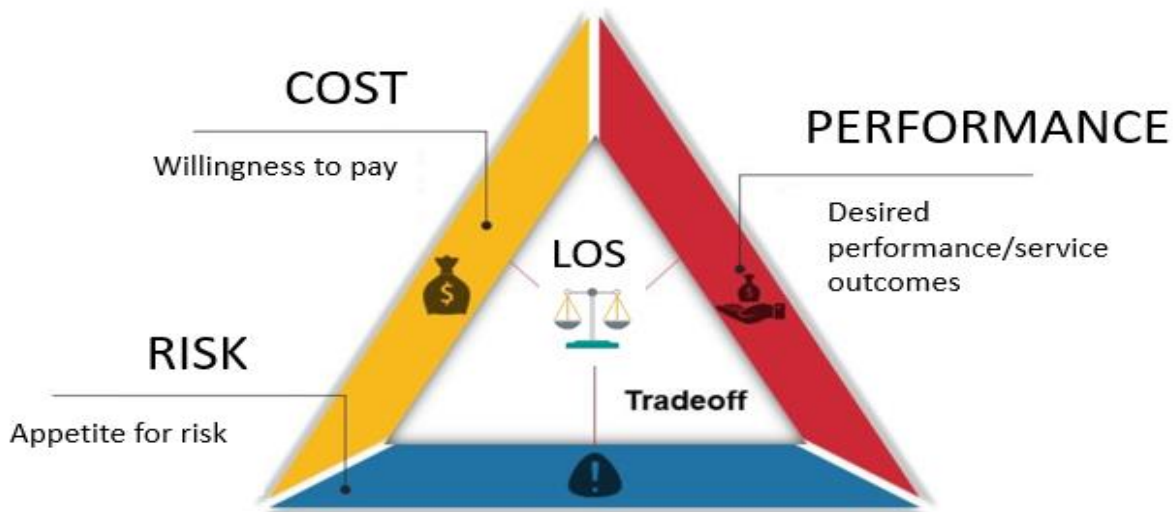 COST
Willingness to pay
PERFORMANCE
Desired
performance/service
outcomes
LOS
$
$
RISK
Appetite for risk
Tradeoff
!